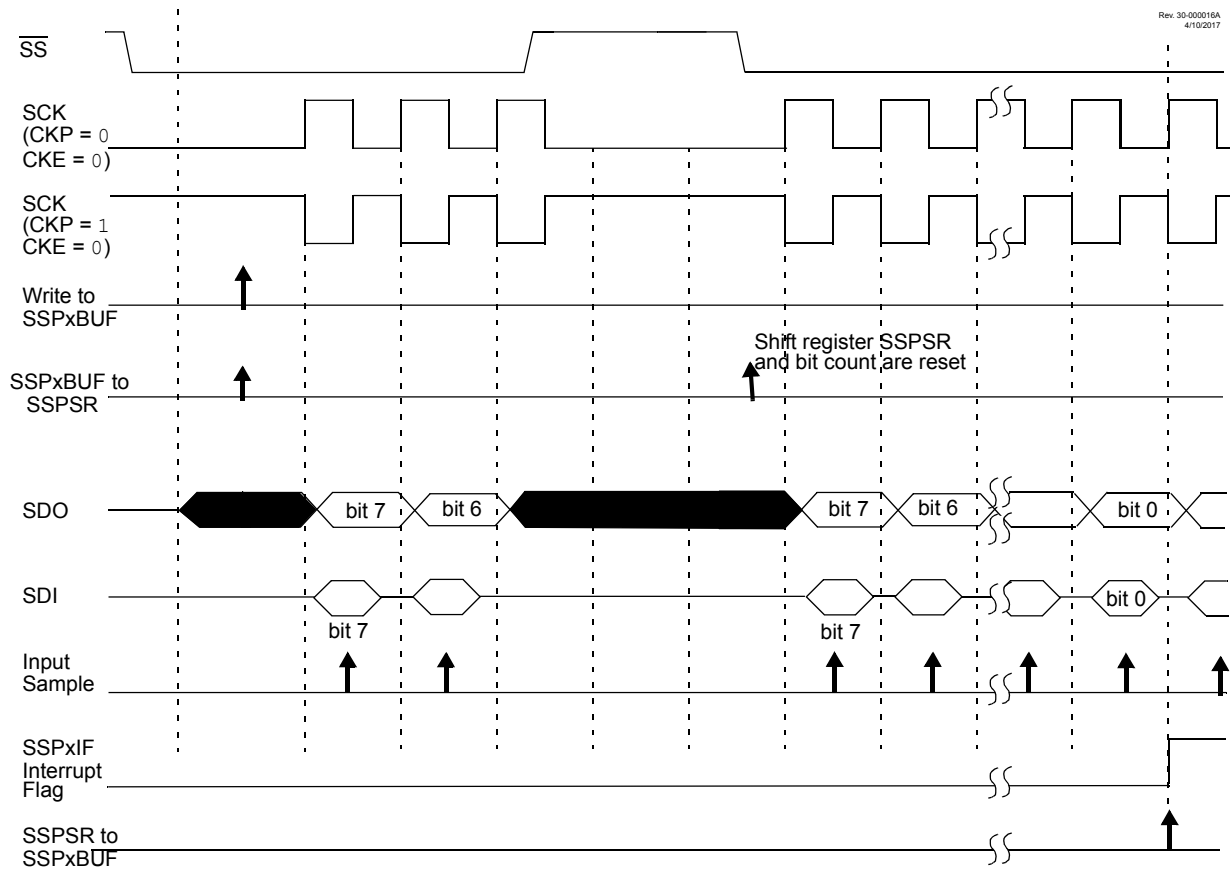 Rev. 30-000016A
4/10/2017
SS
SCK
(CKP = 0
CKE = 0)
SCK
(CKP = 1
CKE = 0)
Write to
SSPxBUF
Shift register SSPSR
and bit count are reset
SSPxBUF to
SSPSR
SDO
bit 7
bit 6
bit 7
bit 6
bit 0
SDI
bit 0
bit 7
bit 7
Input
Sample
SSPxIF
Interrupt
Flag
SSPSR to
SSPxBUF